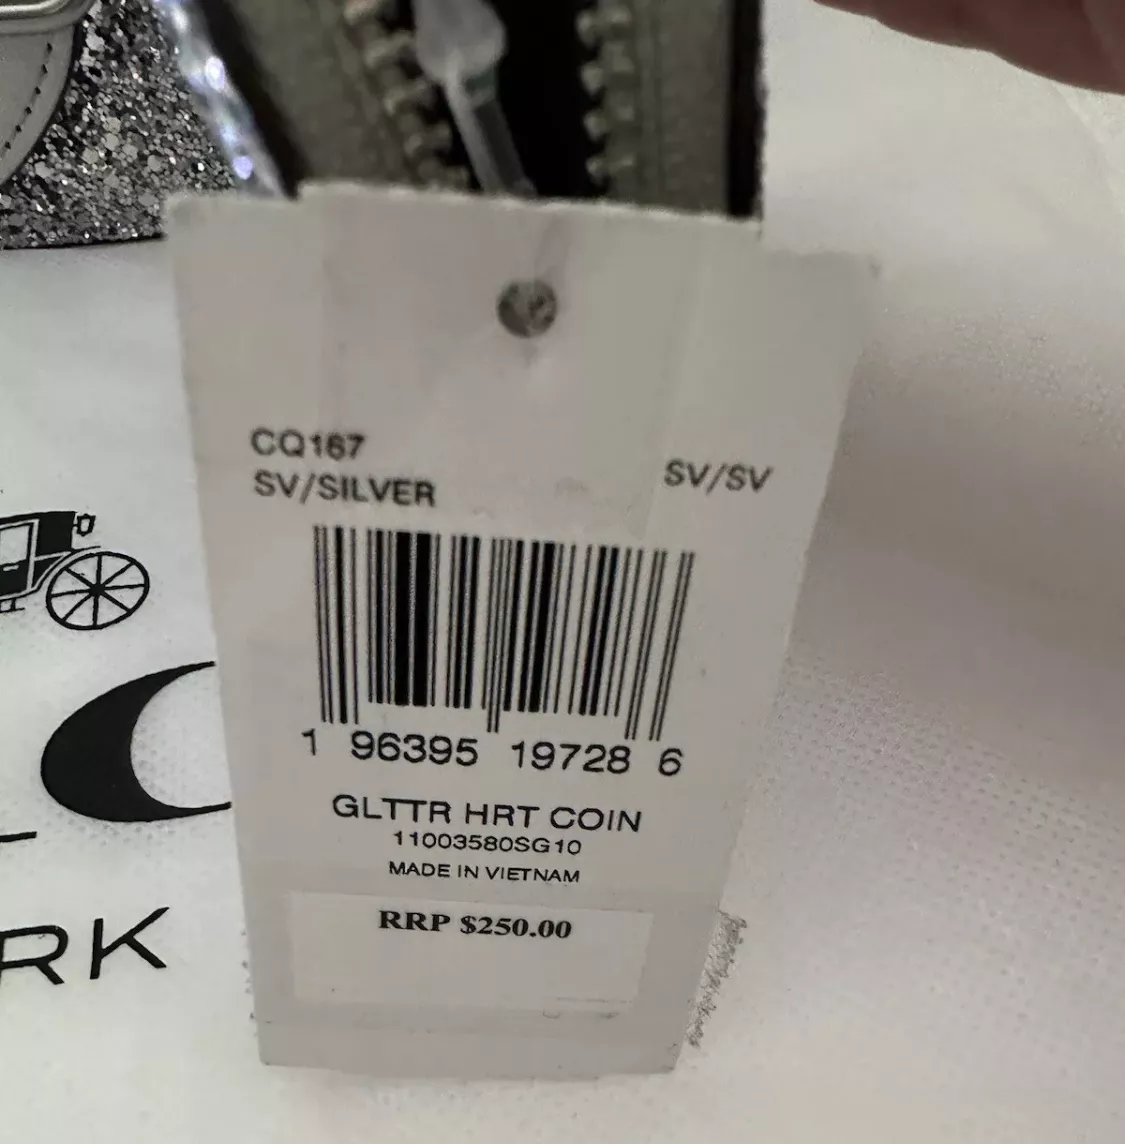 CQ167
SV/SILVER
SV/SV
1 96395 19728 6
GLTTR HRT COIN
11003580SG10
MADE IN VIETNAM
RRP $250.00
C
RK